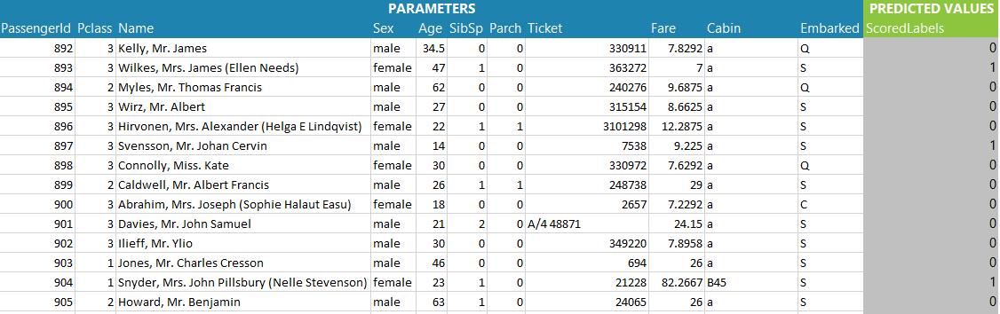 PARAMETERS PREDICTED VALUES
PassengerId Pclass Name Sex Age SibSp Parch Ticket Fare Cabin Embarked ScoredLabels
892 3 Kelly, Mr. James male 34.5 0 0 330911 7.8292 a Q 0
893 3 Wilkes, Mrs. James (Ellen Needs) female 47 1 0 363272 7 a S 1
894 2 Myles, Mr. Thomas Francis male 62 0 0 240276 9.6875 a Q 0
895 3 Wirz, Mr. Albert male 27 0 0 315154 8.6625 a S 0
896 3 Hirvonen, Mrs. Alexander (Helga E Lindqvist) female 22 1 1 3101298 12.2875 a S 0
897 3 Svensson, Mr. Johan Cervin male 14 0 0 7538 9.225 a S 1
898 3 Connolly, Miss. Kate female 30 0 0 330972 7.6292 a Q 0
899 2 Caldwell, Mr. Albert Francis male 26 1 1 248738 29 a S 0
900 3 Abrahim, Mrs. Joseph (Sophie Halaut Easu) female 18 0 0 2657 7.2292 a C 0
901 3 Davies, Mr. John Samuel male 21 2 0 A/4 48871 24.15 a S 0
902 3 Ilieff, Mr. Ylio male 30 0 0 349220 7.8958 a S 0
903 1 Jones, Mr. Charles Cresson male 46 0 0 694 26 a S 0
904 1 Snyder, Mrs. John Pillsbury (Nelle Stevenson) female 23 1 0 21228 82.2667 B45 S 1
905 2 Howard, Mr. Benjamin male 63 1 0 24065 26 a S 0